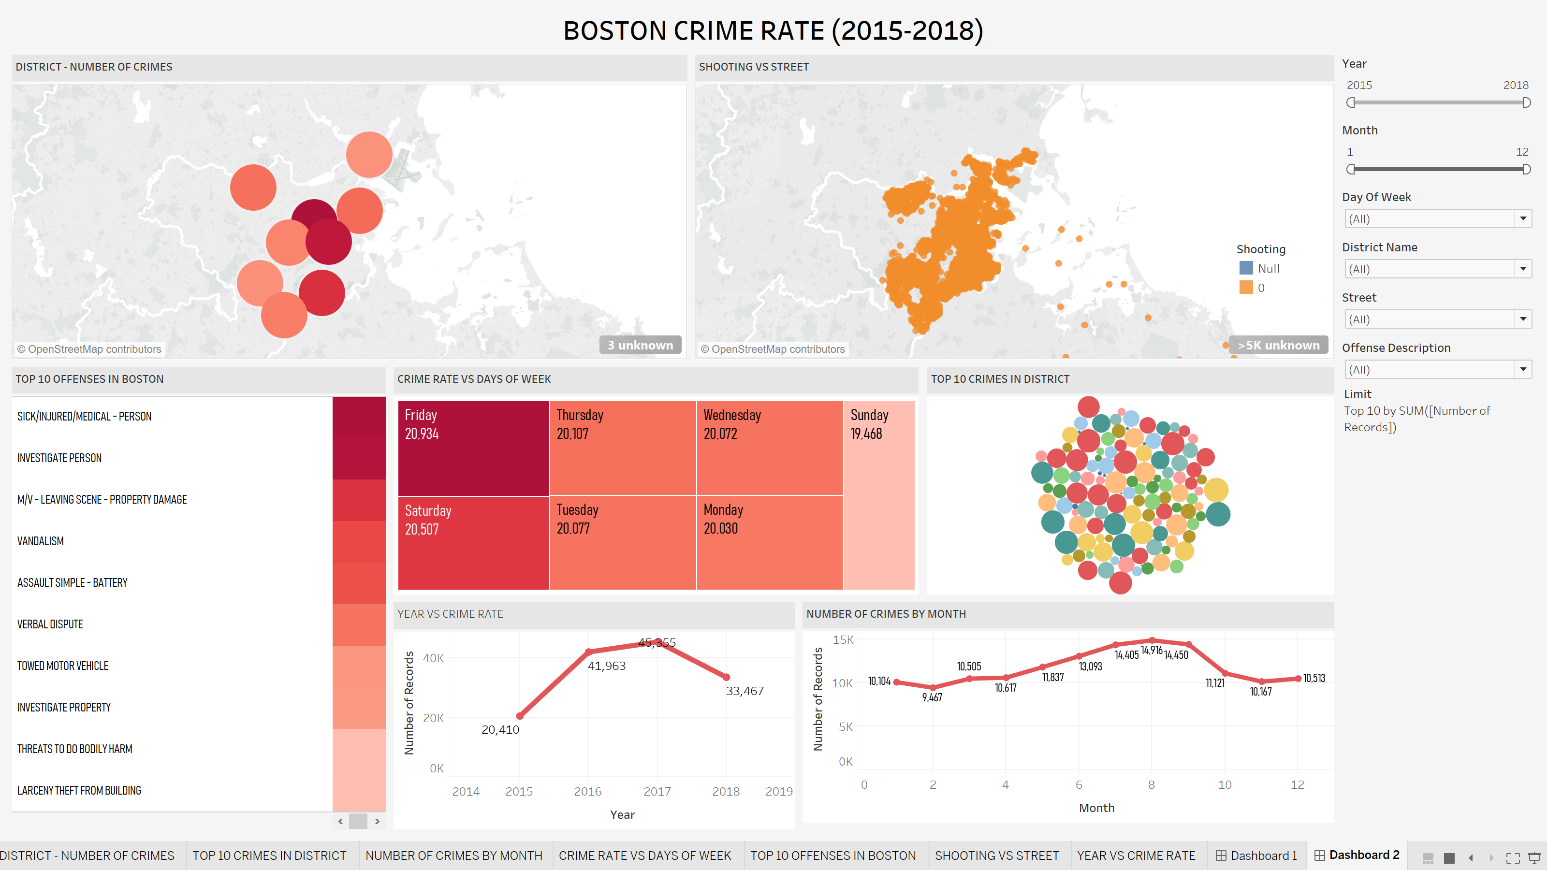 BOSTON CRIME RATE (2015-2018)
DISTRICT - NUMBER OF CRIMES
© OpenStreetMap contributors
3 unknown
SHOOTING VS STREET
Shooting
Null
0
© OpenStreetMap contributors
>5K unknown
Year
2015 2018
Month
1 12
Day Of Week
(All)
District Name
(All)
Street
(All)
Offense Description
(All)
Limit
Top 10 by SUM([Number of
Records])
TOP 10 OFFENSES IN BOSTON
SICK/INJURED/MEDICAL - PERSON
INVESTIGATE PERSON
M/V - LEAVING SCENE - PROPERTY DAMAGE
VANDALISM
ASSAULT SIMPLE - BATTERY
VERBAL DISPUTE
TOWED MOTOR VEHICLE
INVESTIGATE PROPERTY
THREATS TO DO BODILY HARM
LARCENY THEFT FROM BUILDING
CRIME RATE VS DAYS OF WEEK
Friday
20,934
Thursday
20,107
Wednesday
20,072
Sunday
19,468
Saturday
20,507
Tuesday
20,077
Monday
20,030
TOP 10 CRIMES IN DISTRICT
YEAR VS CRIME RATE
Number of Records
40K
20K
0K
20,410
41,963
45,355
33,467
2014 2015 2016 2017 2018 2019
Year
NUMBER OF CRIMES BY MONTH
Number of Records
15K
10K
5K
0K
10,104
9,467
10,505
10,617
11,837
13,093
14,405
14,916
14,450
11,121
10,167
10,513
0 2 4 6 8 10 12
Month
DISTRICT - NUMBER OF CRIMES
TOP 10 CRIMES IN DISTRICT
NUMBER OF CRIMES BY MONTH
CRIME RATE VS DAYS OF WEEK
TOP 10 OFFENSES IN BOSTON
SHOOTING VS STREET
YEAR VS CRIME RATE
Dashboard 1
Dashboard 2